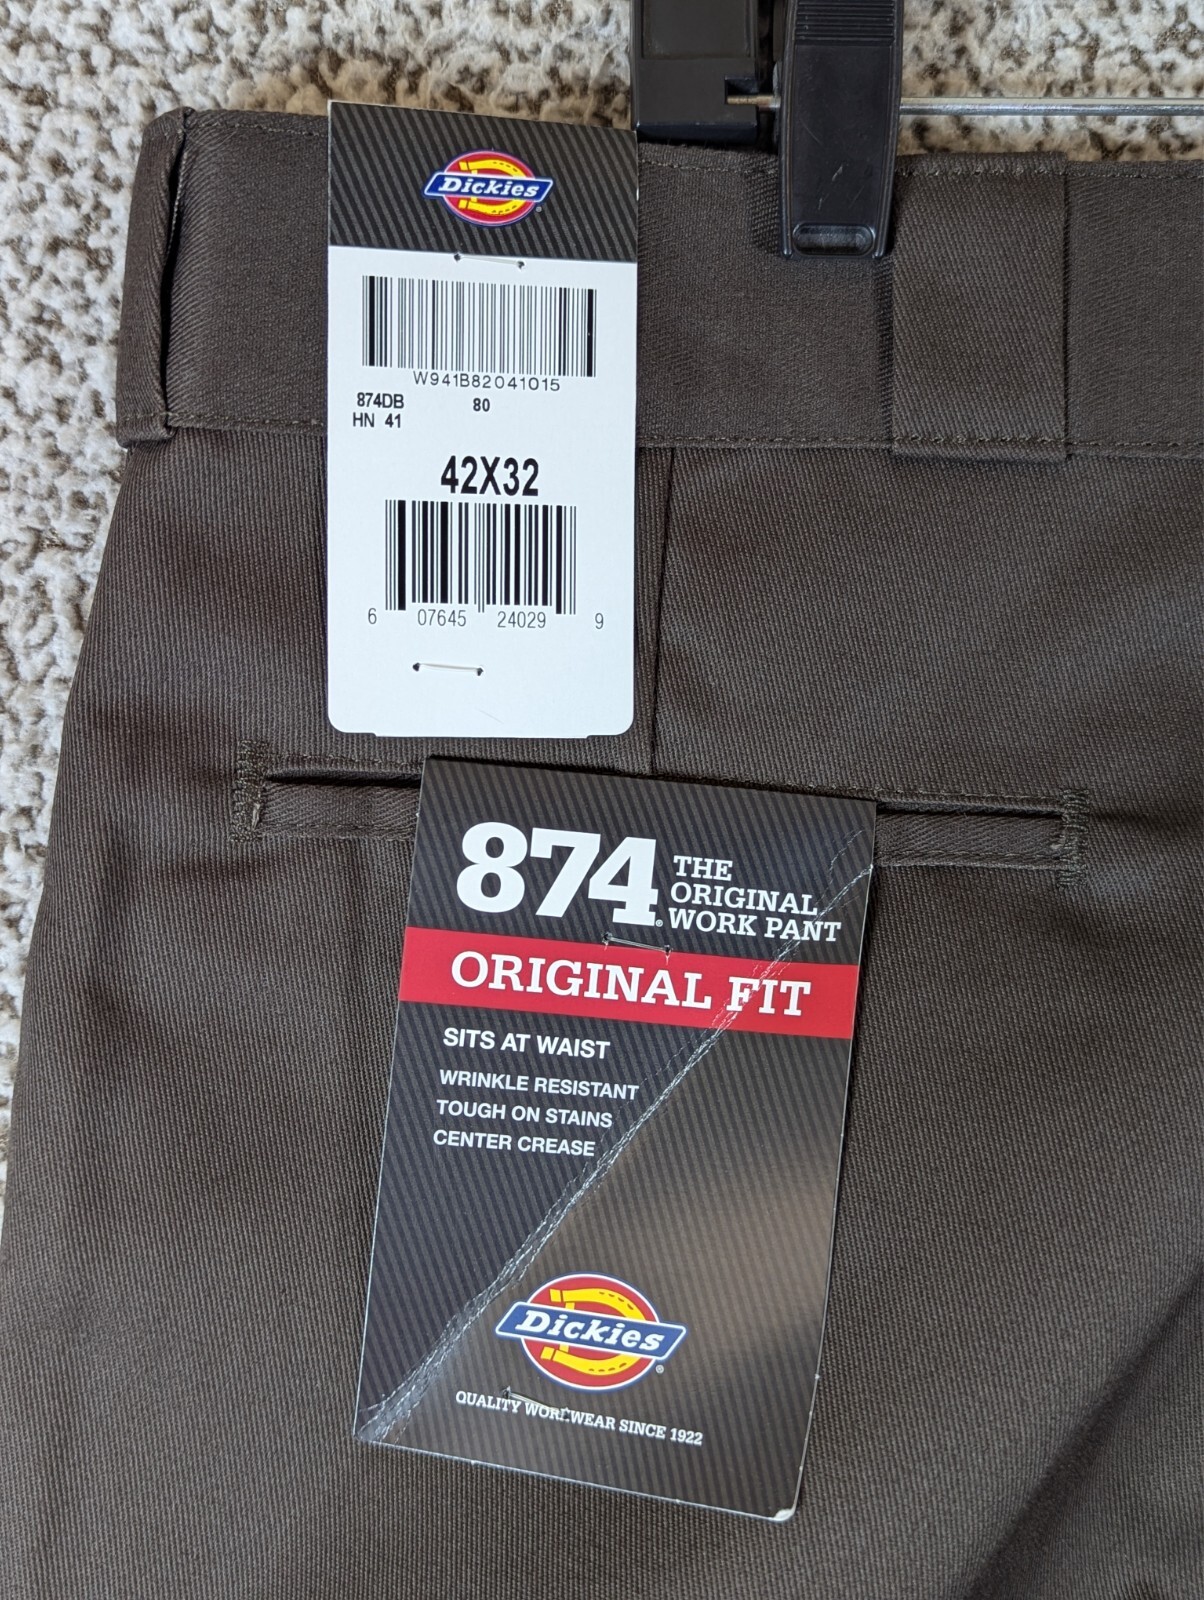 Dickies
W941B82041015
874DB 80
HN 41
42X32
6 07645 24029 9
874® THE
ORIGINAL
WORK PANT
ORIGINAL FIT
SITS AT WAIST
WRINKLE RESISTANT
TOUGH ON STAINS
CENTER CREASE
Dickies®
QUALITY WORKWEAR SINCE 1922